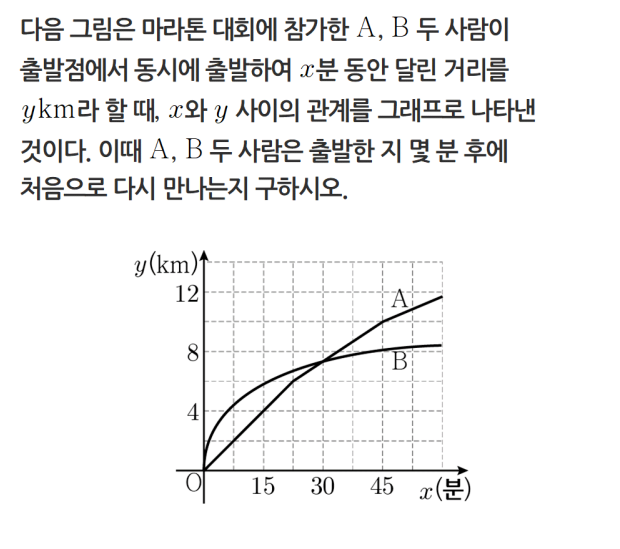 다음 그림은 마라톤 대회에 참가한 A, B 두 사람이
출발점에서 동시에 출발하여 x분 동안 달린 거리를
ykm라 할 때, x와 y 사이의 관계를 그래프로 나타낸
것이다. 이때 A, B 두 사람은 출발한 지 몇 분 후에
처음으로 다시 만나는지 구하시오.
y(km)
12
A
8
B
4
O
15 30 45 x(분)